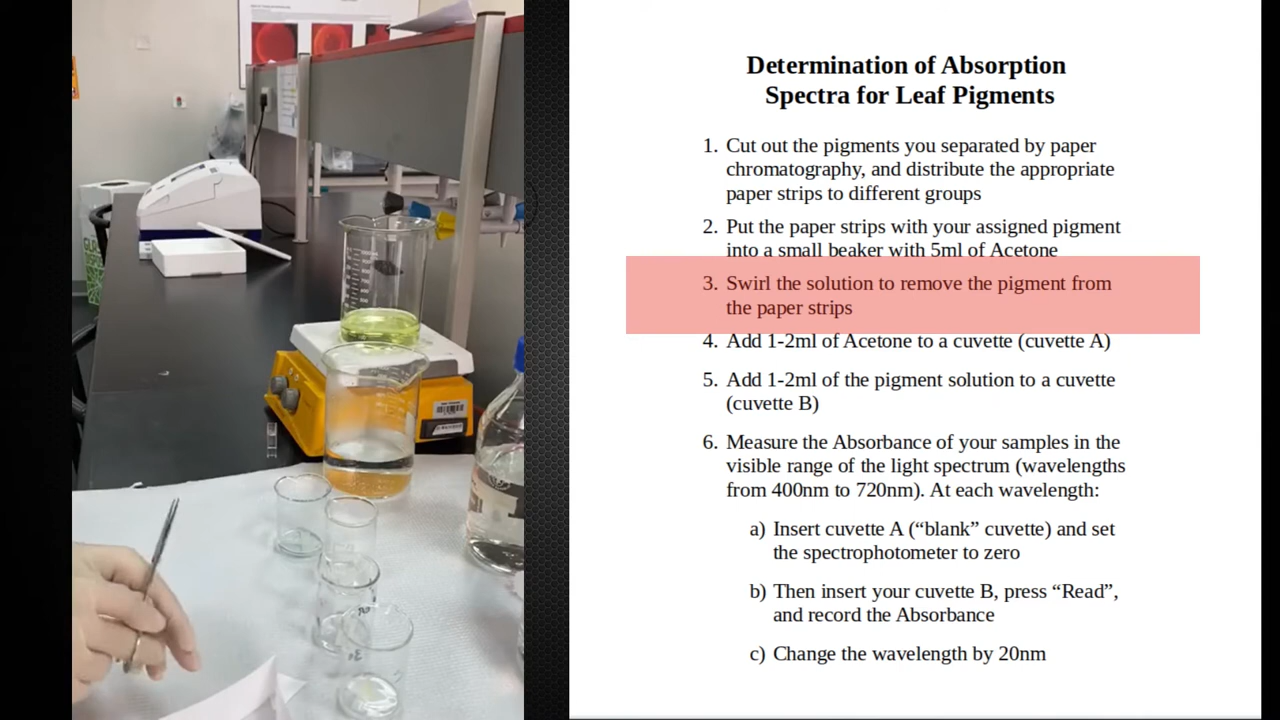 Determination of Absorption
Spectra for Leaf Pigments
1. Cut out the pigments you separated by paper
chromatography, and distribute the appropriate
paper strips to different groups
2. Put the paper strips with your assigned pigment
into a small beaker with 5ml of Acetone
3. Swirl the solution to remove the pigment from
the paper strips
4. Add 1-2ml of Acetone to a cuvette (cuvette A)
5. Add 1-2ml of the pigment solution to a cuvette
(cuvette B)
6. Measure the Absorbance of your samples in the
visible range of the light spectrum (wavelengths
from 400nm to 720nm). At each wavelength:
a) Insert cuvette A (“blank” cuvette) and set
the spectrophotometer to zero
b) Then insert your cuvette B, press “Read”,
and record the Absorbance
c) Change the wavelength by 20nm